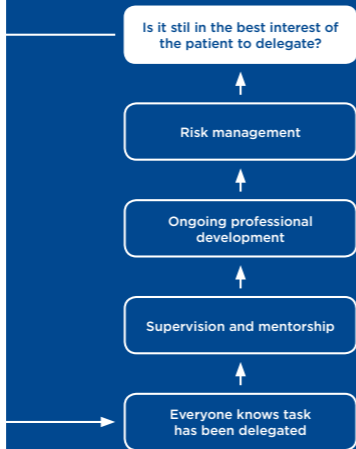 Is it stil in the best interest of
the patient to delegate?
Risk management
Ongoing professional
development
Supervision and mentorship
Everyone knows task
has been delegated